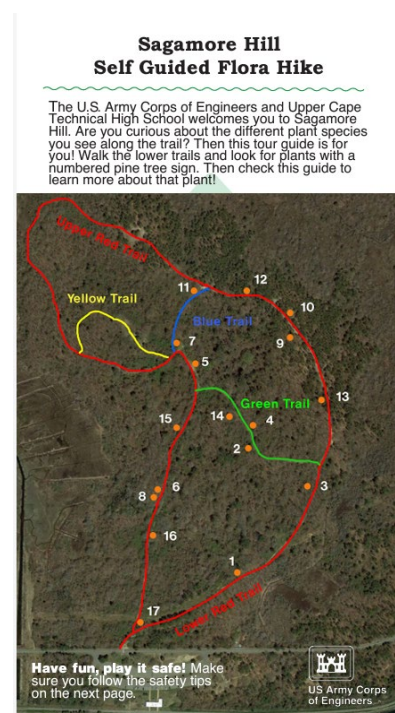 Sagamore Hill
Self Guided Flora Hike
The U.S. Army Corps of Engineers and Upper Cape
Technical High School welcomes you to Sagamore
Hill. Are you curious about the different plant species
you see along the trail? Then this tour guide is for
you! Walk the lower trails and look for plants with a
numbered pine tree sign. Then check this guide to
learn more about that plant!
Upper Red Trail
11
12
Yellow Trail
10
Blue Trail
7
9
5
Green Trail
13
14
4
15
2
6
8
3
16
1
17
Lower Red Trail
Have fun, play it safe! Make
sure you follow the safety tips
on the next page.
US Army Corps
of Engineers